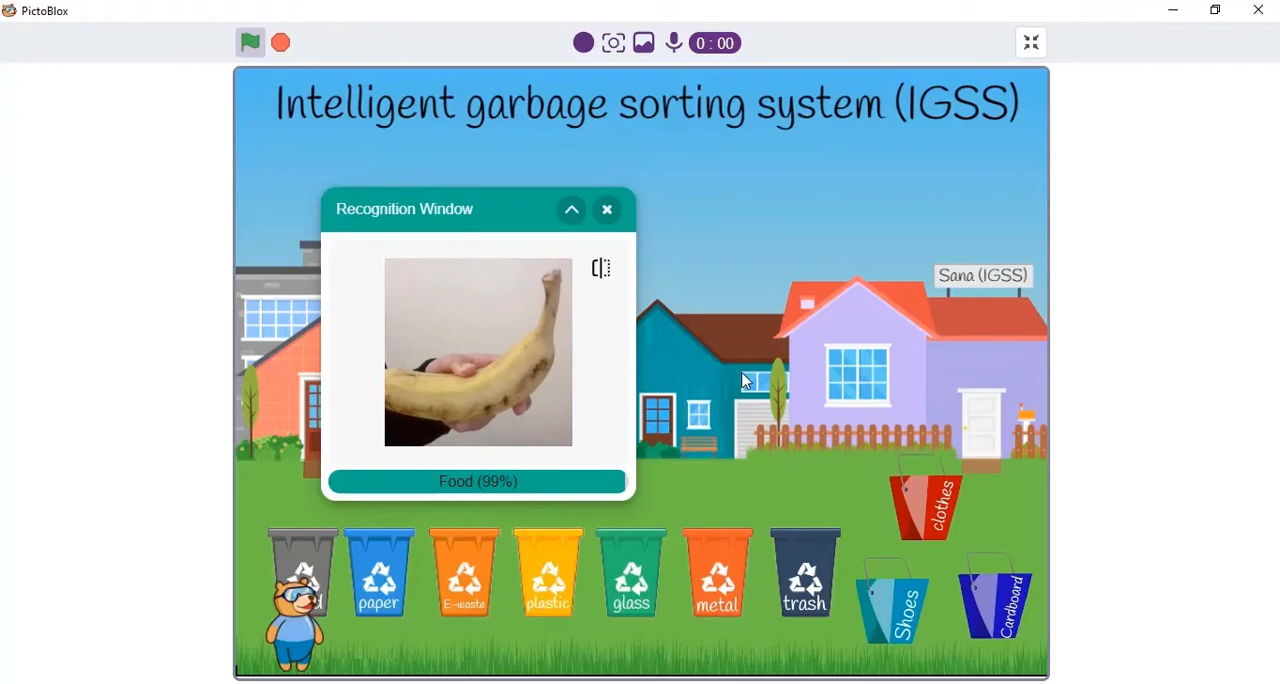 PictoBlox
0 : 00
Intelligent garbage sorting system (IGSS)
Recognition Window
Sana (IGSS)
Food (99%)
clothes
paper
E-waste
plastic
glass
metal
trash
Shoes
Cardboard